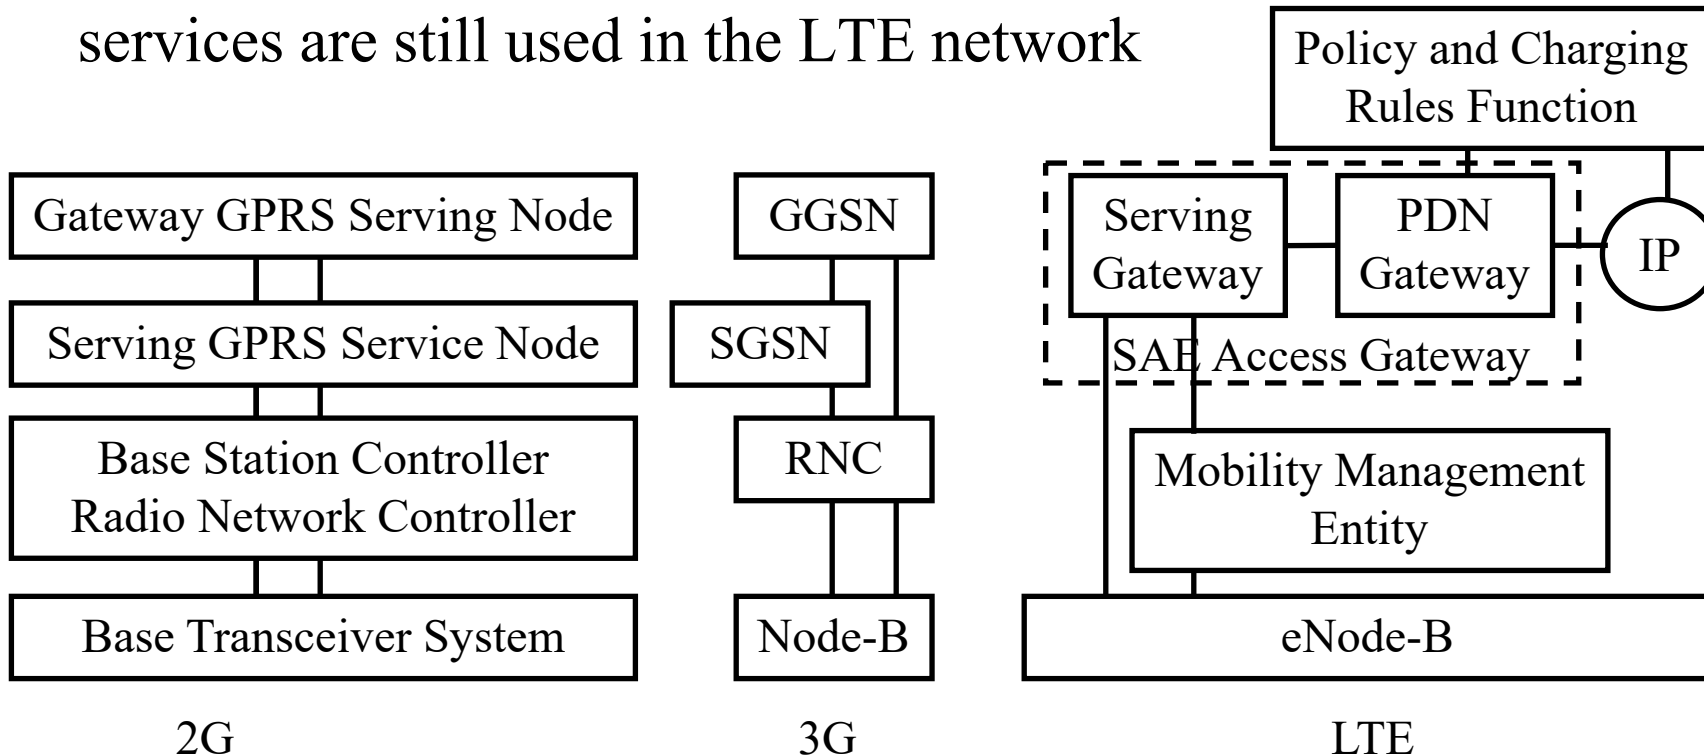 services are still used in the LTE network
Policy and Charging
Rules Function
Gateway GPRS Serving Node
GGSN
Serving
Gateway
PDN
Gateway
IP
Serving GPRS Service Node
SGSN
SAE Access Gateway
Base Station Controller
Radio Network Controller
RNC
Mobility Management
Entity
Base Transceiver System
Node-B
eNode-B
2G
3G
LTE